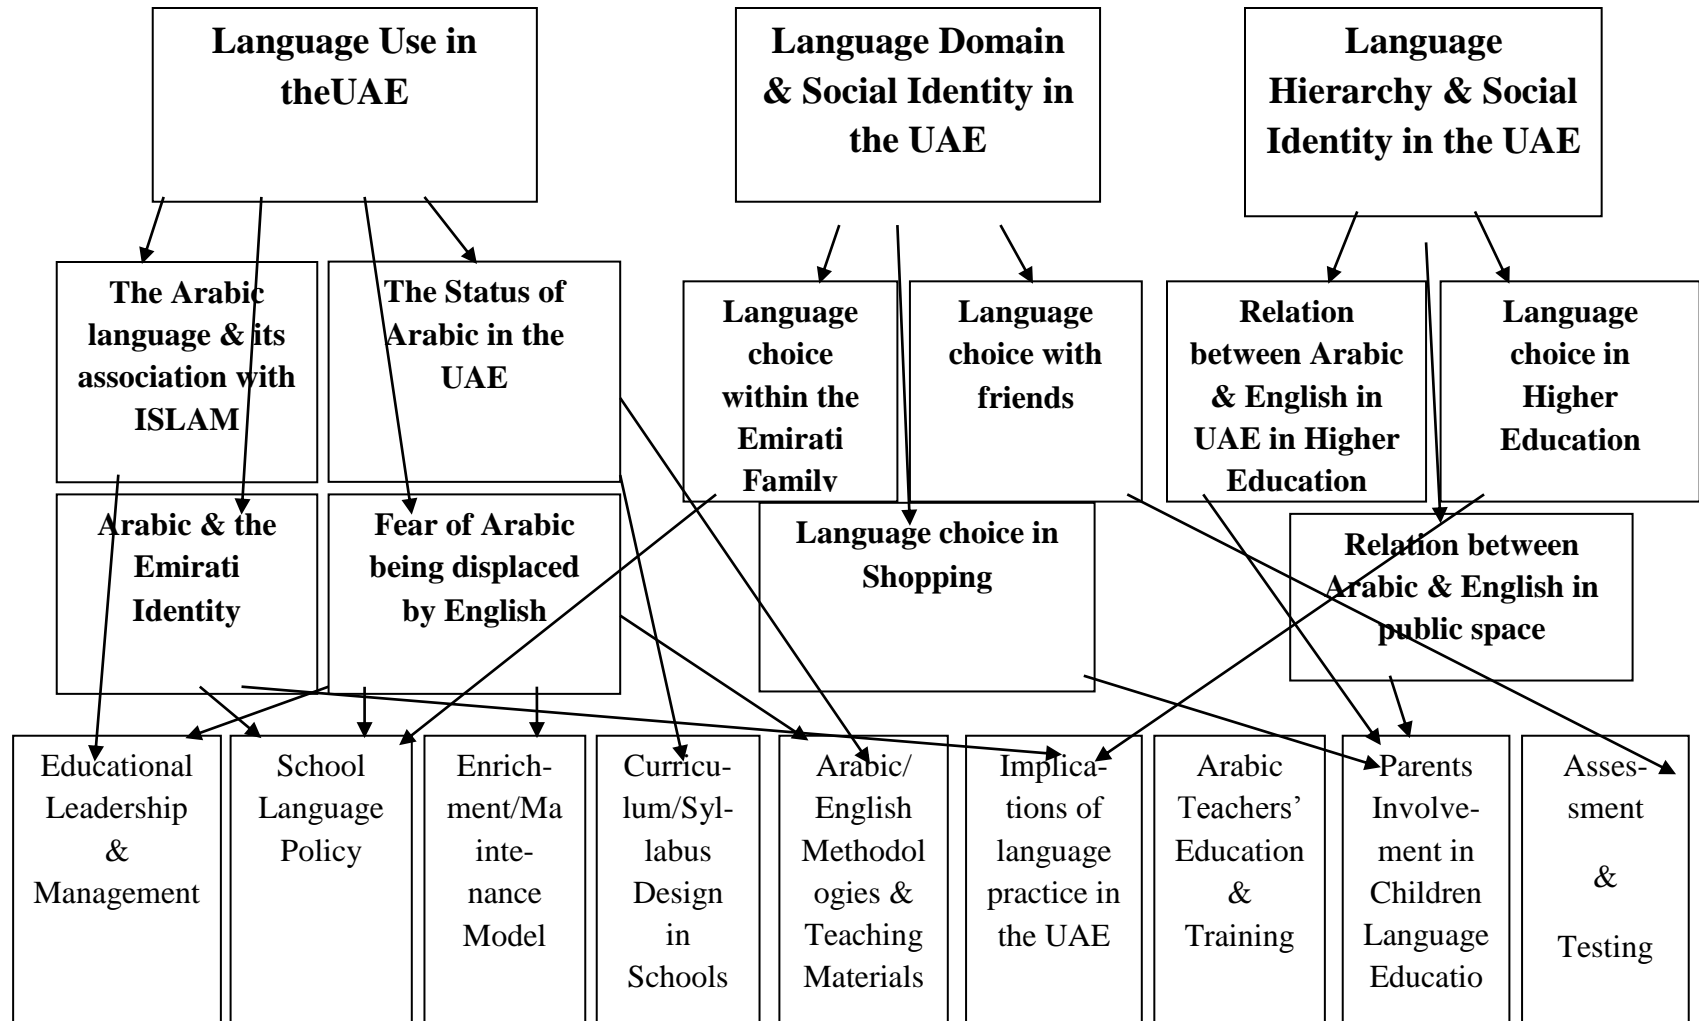 Language Use in
theUAE
Language Domain
& Social Identity in
the UAE
Language
Hierarchy & Social
Identity in the UAE
The Arabic
language & its
association with
ISLAM
The Status of
Arabic in the
UAE
Language
choice
within the
Emirati
Family
Language
choice with
friends
Relation
between Arabic
& English in
UAE in Higher
Education
Language
choice in
Higher
Education
Arabic & the
Emirati
Identity
Fear of Arabic
being displaced
by English
Language choice in
Shopping
Relation between
Arabic & English in
public space
Educational
Leadership
&
Management
School
Language
Policy
Enrich-
ment/Ma
inte-
nance
Model
Curricu-
lum/Syl-
labus
Design
in
Schools
Arabic/
English
Methodol
ogies &
Teaching
Materials
Implica-
tions of
language
practice in
the UAE
Arabic
Teachers’
Education
&
Training
Parents
Involve-
ment in
Children
Language
Educatio
Asses-
sment
&
Testing